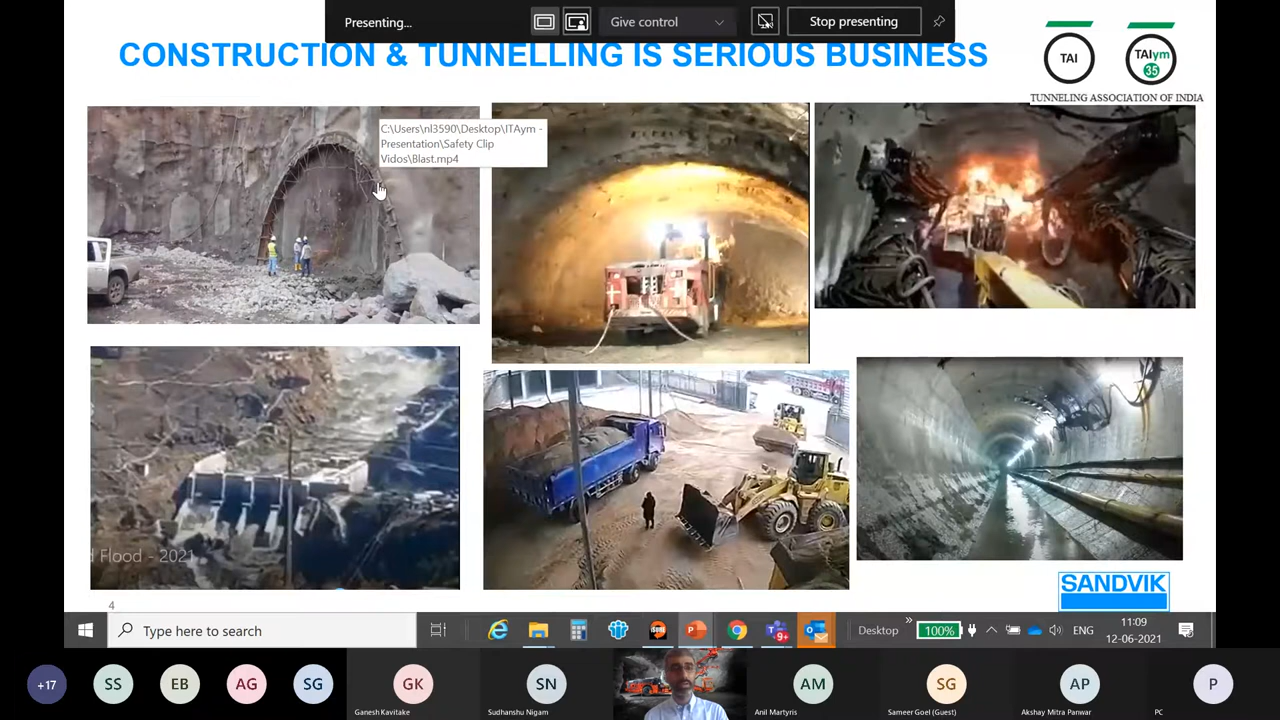 Presenting...
Give control
Stop presenting
CONSTRUCTION & TUNNELLING IS SERIOUS BUSINESS
TAI
TAIym
35
TUNNELING ASSOCIATION OF INDIA
C:\Users\nl3590\Desktop\ITAym -
Presentation\Safety Clip
Vidos\Blast.mp4
d Flood - 2021
SANDVIK
4
Type here to search
9+
Desktop
»
100%
ENG
11:09
12-06-2021
+17
SS
EB
AG
SG
GK
SN
AM
SG
AP
P
Ganesh Kavitake
Sudhanshu Nigam
Anil Martyris
Sameer Goel (Guest)
Akshay Mitra Panwar
PC